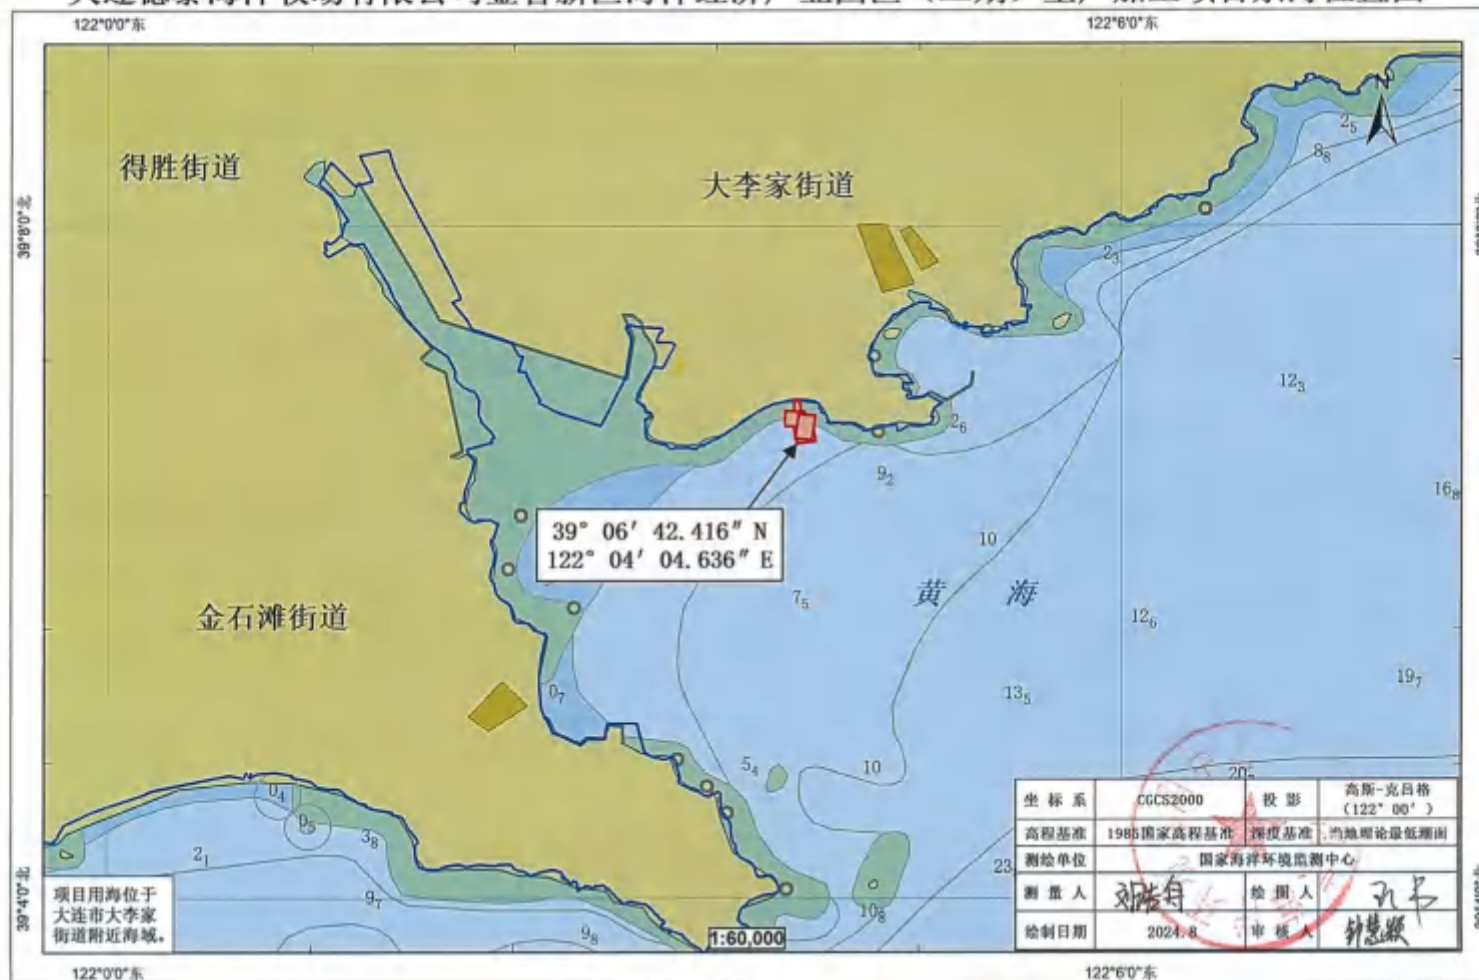 122°0'0"东
122°6'0"东
得胜街道
大李家街道
39°8'0"北
2₅
8₈
2₃
12₃
2₆
9₂
16₈
39° 06′ 42.416″ N
122° 04′ 04.636″ E
10
7₅
黄 海
12₆
金石滩街道
19₇
0₇
13₅
5₄
10
0₄
0₅
3₈
2₁
9₇
10₈
9₈
23
20
坐标系 CGCS2000 投影 高斯-克吕格
(122° 00′)
高程基准 1985国家高程基准 深度基准 当地理论最低潮面
测绘单位 国家海洋环境监测中心
测量人 绘图人
绘制日期 2024.8 审核人
项目用海位于
大连市大李家
街道附近海域。
39°4'0"北
1:60,000
122°0'0"东
122°6'0"东